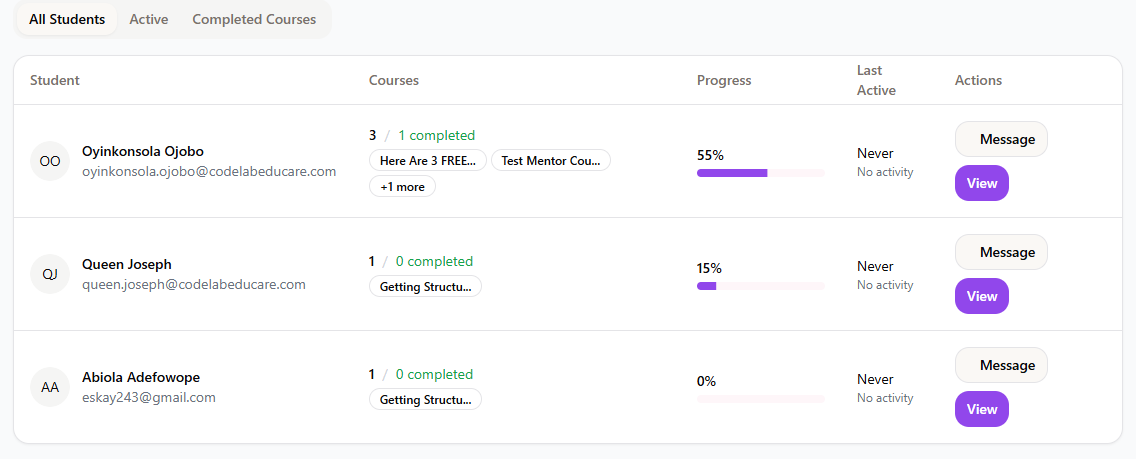 All Students Active Completed Courses
Student Courses Progress Last Active Actions
OO Oyinkonsola Ojobo
oyinkonsola.ojobo@codelabeducare.com
3 / 1 completed
Here Are 3 FREE... Test Mentor Cou...
+1 more
55%
Never
No activity
Message
View
QJ Queen Joseph
queen.joseph@codelabeducare.com
1 / 0 completed
Getting Structu...
15%
Never
No activity
Message
View
AA Abiola Adefowope
eskay243@gmail.com
1 / 0 completed
Getting Structu...
0%
Never
No activity
Message
View